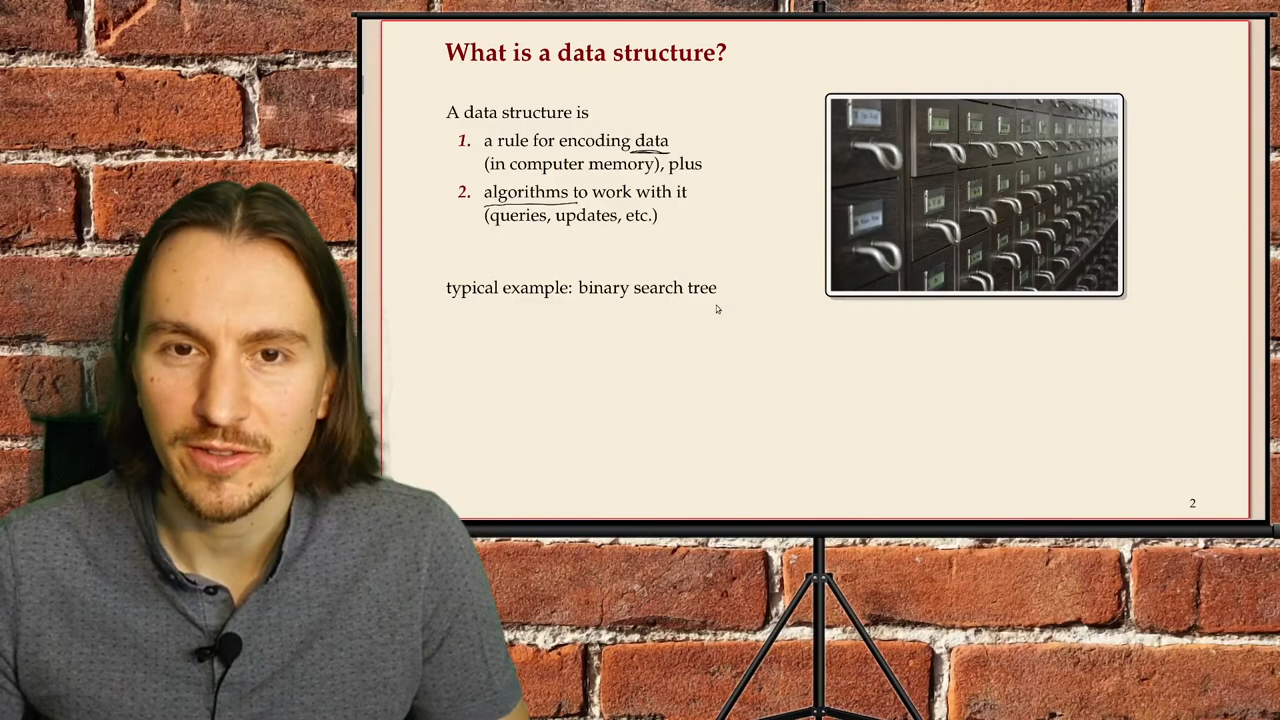 What is a data structure?
A data structure is
1. a rule for encoding data
(in computer memory), plus
2. algorithms to work with it
(queries, updates, etc.)
typical example: binary search tree
2